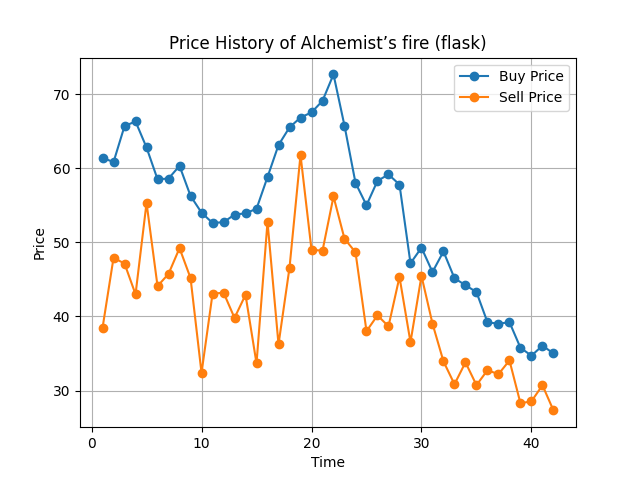 Price History of Alchemist’s fire (flask)
Buy Price
Sell Price
Price
70
60
50
40
30
0
10
20
30
40
Time